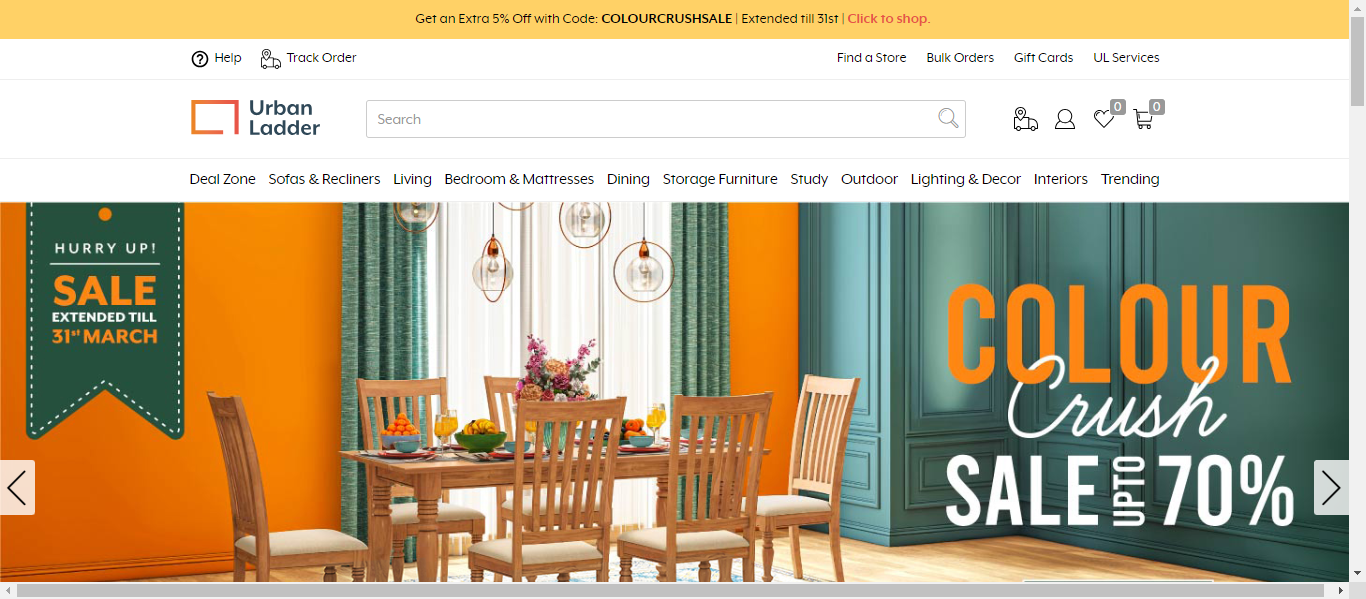 Get an Extra 5% Off with Code: COLOURCRUSHSALE | Extended till 31st | Click to shop.
Help Track Order Find a Store Bulk Orders Gift Cards UL Services
Urban
Ladder
Search
0 0
Deal Zone Sofas & Recliners Living Bedroom & Mattresses Dining Storage Furniture Study Outdoor Lighting & Decor Interiors Trending
HURRY UP!
SALE
EXTENDED TILL
31ST MARCH
COLOUR
Crush
SALE UPTO 70%